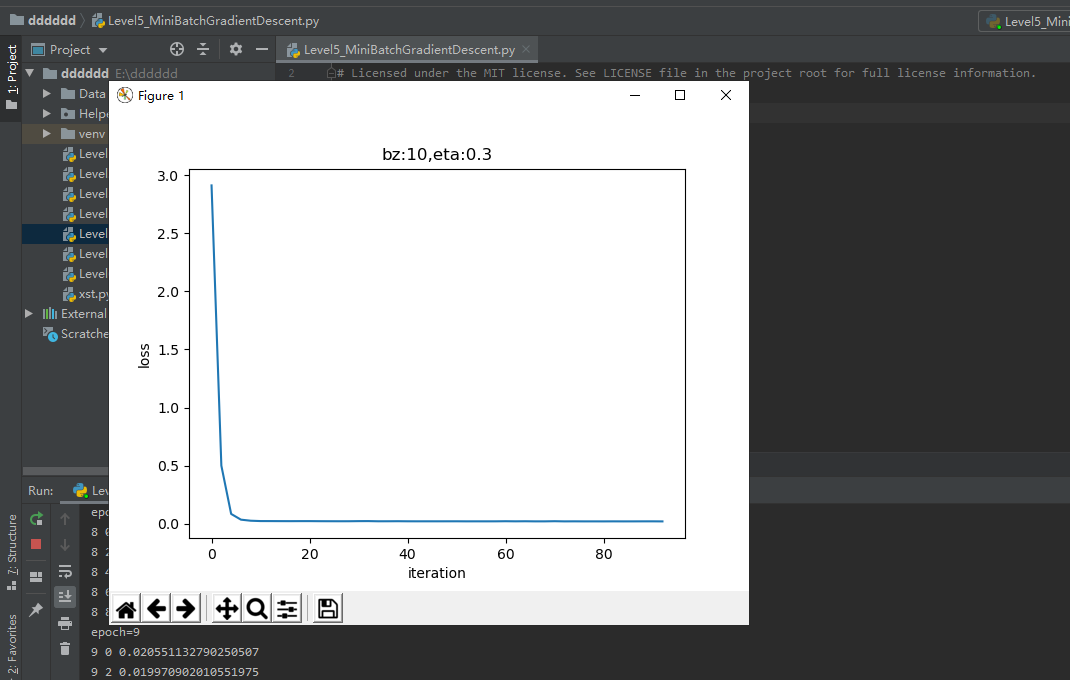 dddddd
Level5_MiniBatchGradientDescent.py
Level5_Mini
1: Project
Project
Level5_MiniBatchGradientDescent.py
dddddd E:\dddddd
2
# Licensed under the MIT license. See LICENSE file in the project root for full license information.
Data
Helpe
venv
Level
Level
Level
Level
Level
Level
Level
xst.py
External
Scratche
Figure 1
bz:10,eta:0.3
3.0
2.5
2.0
1.5
1.0
0.5
0.0
loss
0 20 40 60 80
iteration
Run:
Lev
7: Structure
2: Favorites
epo
8 0
8 2
8 4
8 6
8 8
epoch=9
9 0 0.020551132790250507
9 2 0.019970902010551975